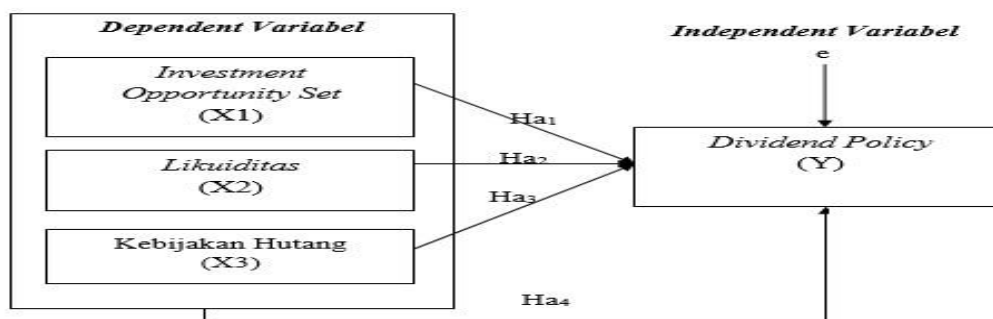 Dependent Variabel
Investment
Opportunity Set
(X1)
Likuiditas
(X2)
Kebijakan Hutang
(X3)
Ha₁
Ha₂
Ha₃
Ha₄
Independent Variabel
e
Dividend Policy
(Y)